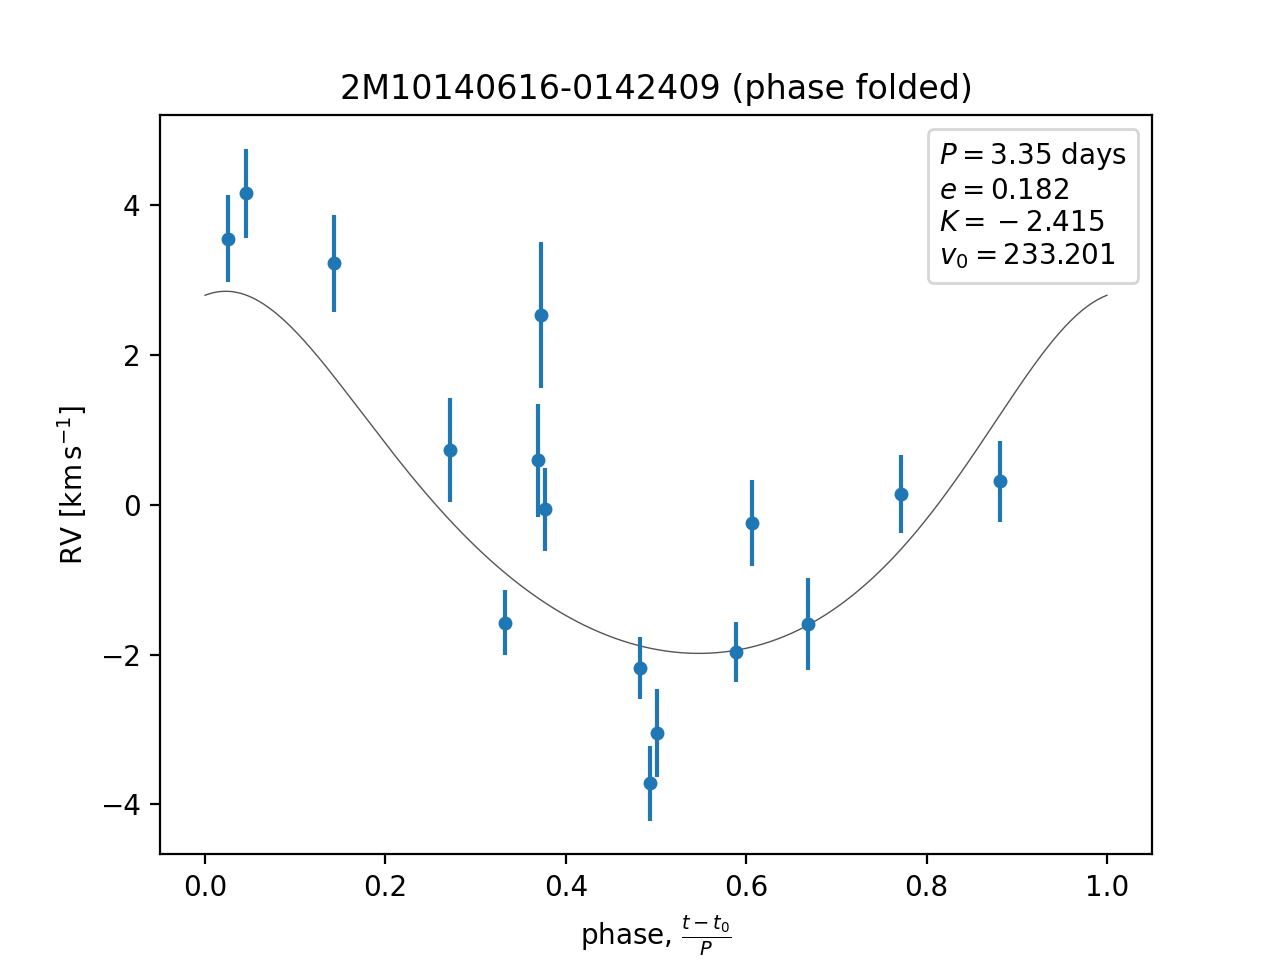 2M10140616-0142409 (phase folded)
P = 3.35 days
e = 0.182
K = −2.415
v₀ = 233.201
4
2
0
−2
−4
RV [km s⁻¹]
0.0 0.2 0.4 0.6 0.8 1.0
phase, (t − t₀)/P